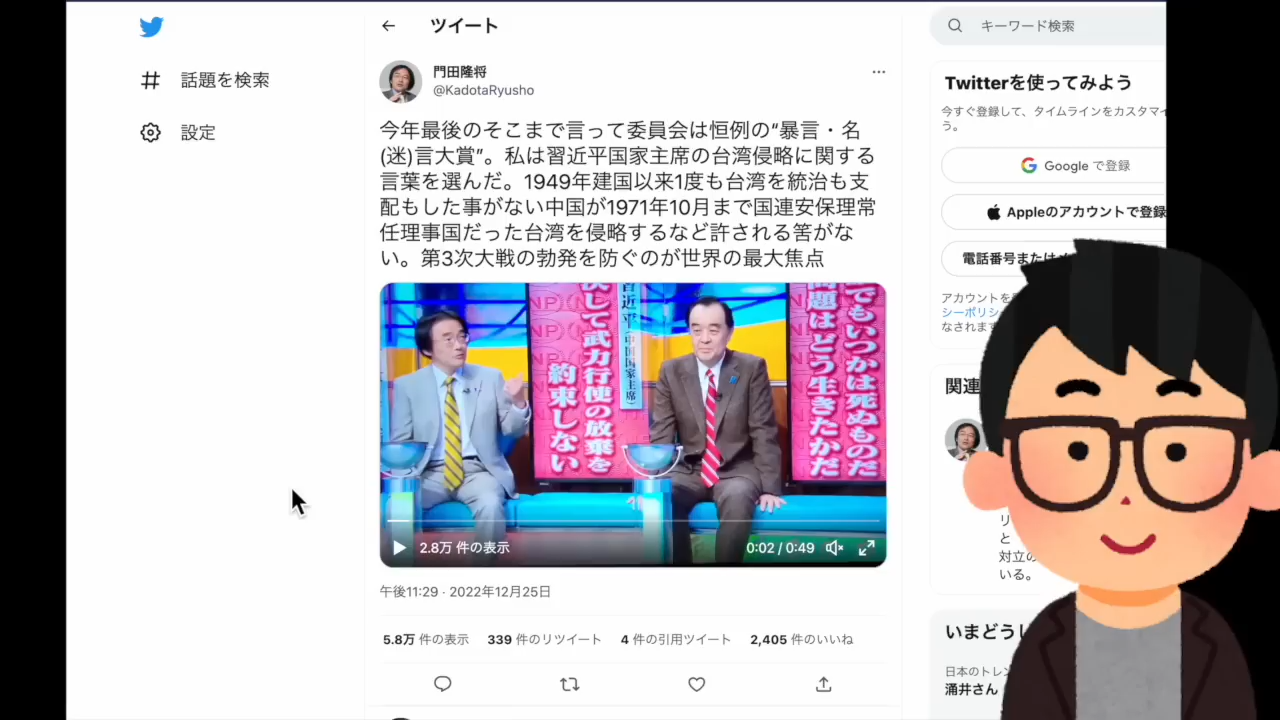 ツイート
キーワード検索
話題を検索
設定
門田隆将
@KadotaRyusho
今年最後のそこまで言って委員会は恒例の“暴言・名
(迷)言大賞”。私は習近平国家主席の台湾侵略に関する
言葉を選んだ。1949年建国以来1度も台湾を統治も支
配もした事がない中国が1971年10月まで国連安保理常
任理事国だった台湾を侵略するなど許される筈がな
い。第3次大戦の勃発を防ぐのが世界の最大焦点
決して武力行使の放棄を
約束しない
習近平(中国国家主席)
でもいつかは死ぬものだ
問題はどう生きたかだ
2.8万 件の表示
0:02 / 0:49
午後11:29 · 2022年12月25日
5.8万 件の表示 339 件のリツイート 4 件の引用ツイート 2,405 件のいいね
Twitterを使ってみよう
今すぐ登録して、タイムラインをカスタマイ
う。
Google で登録
Appleのアカウントで登録
電話番号または
アカウントを
シーポリシ
なされます
関連
リ
と
対立の
いる。
いまどうし
日本のトレン
涌井さん